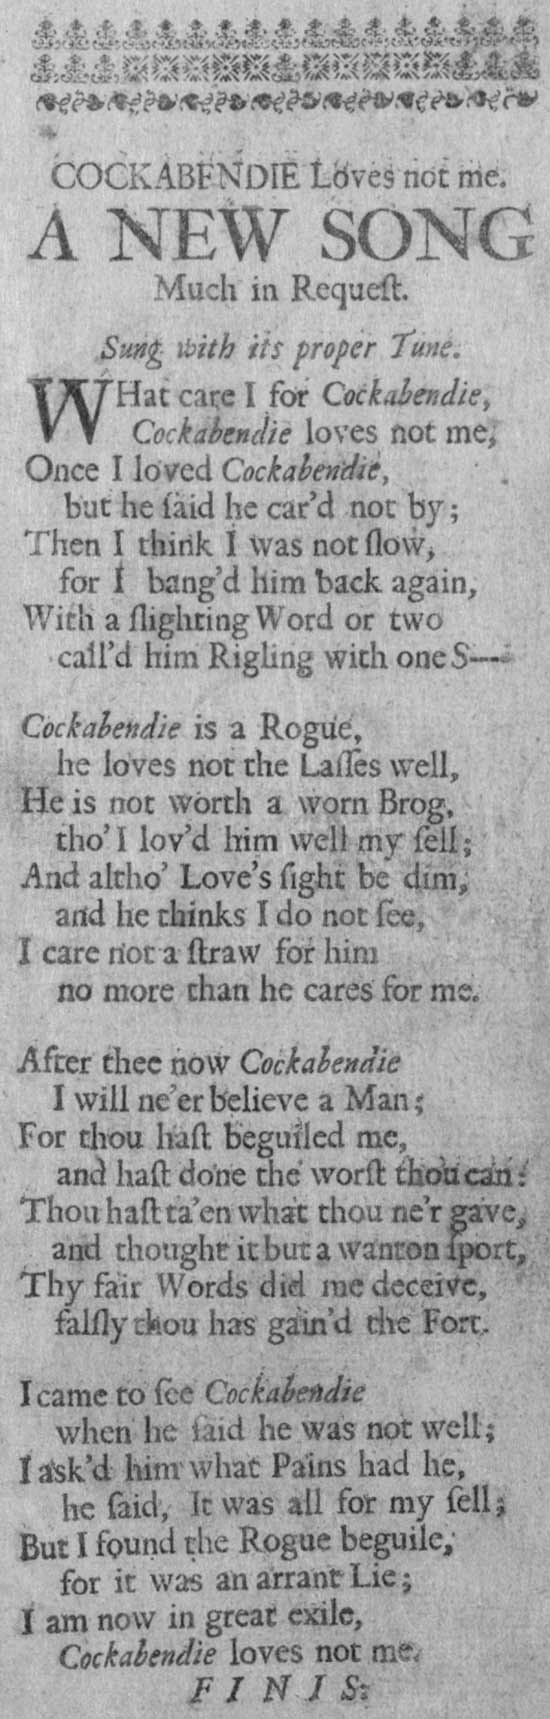 COCKABENDIE Loves not me.
A NEW SONG
Much in Requeſt.
Sung with its proper Tune.
WHat care I for Cockabendie,
Cockabendie loves not me,
Once I loved Cockabendie,
but he ſaid he car'd not by;
Then I think I was not ſlow,
for I bang'd him back again,
With a ſlighting Word or two
call'd him Rigling with one S---
Cockabendie is a Rogue,
he loves not the Laſſes well,
He is not worth a worn Brog,
tho' I lov'd him well my ſell;
And altho' Love's ſight be dim,
and he thinks I do not ſee,
I care not a ſtraw for him
no more than he cares for me.
After thee now Cockabendie
I will ne'er believe a Man;
For thou haſt beguiled me,
and haſt done the worſt thou can:
Thou haſt ta'en what thou ne'r gave,
and thought it but a wanton ſport,
Thy fair Words did me deceive,
falſly thou has gain'd the Fort.
I came to ſee Cockabendie
when he ſaid he was not well;
I ask'd him what Pains had he,
he ſaid, It was all for my ſell;
But I found the Rogue beguile,
for it was an arrant Lie;
I am now in great exile,
Cockabendie loves not me.
FINIS: